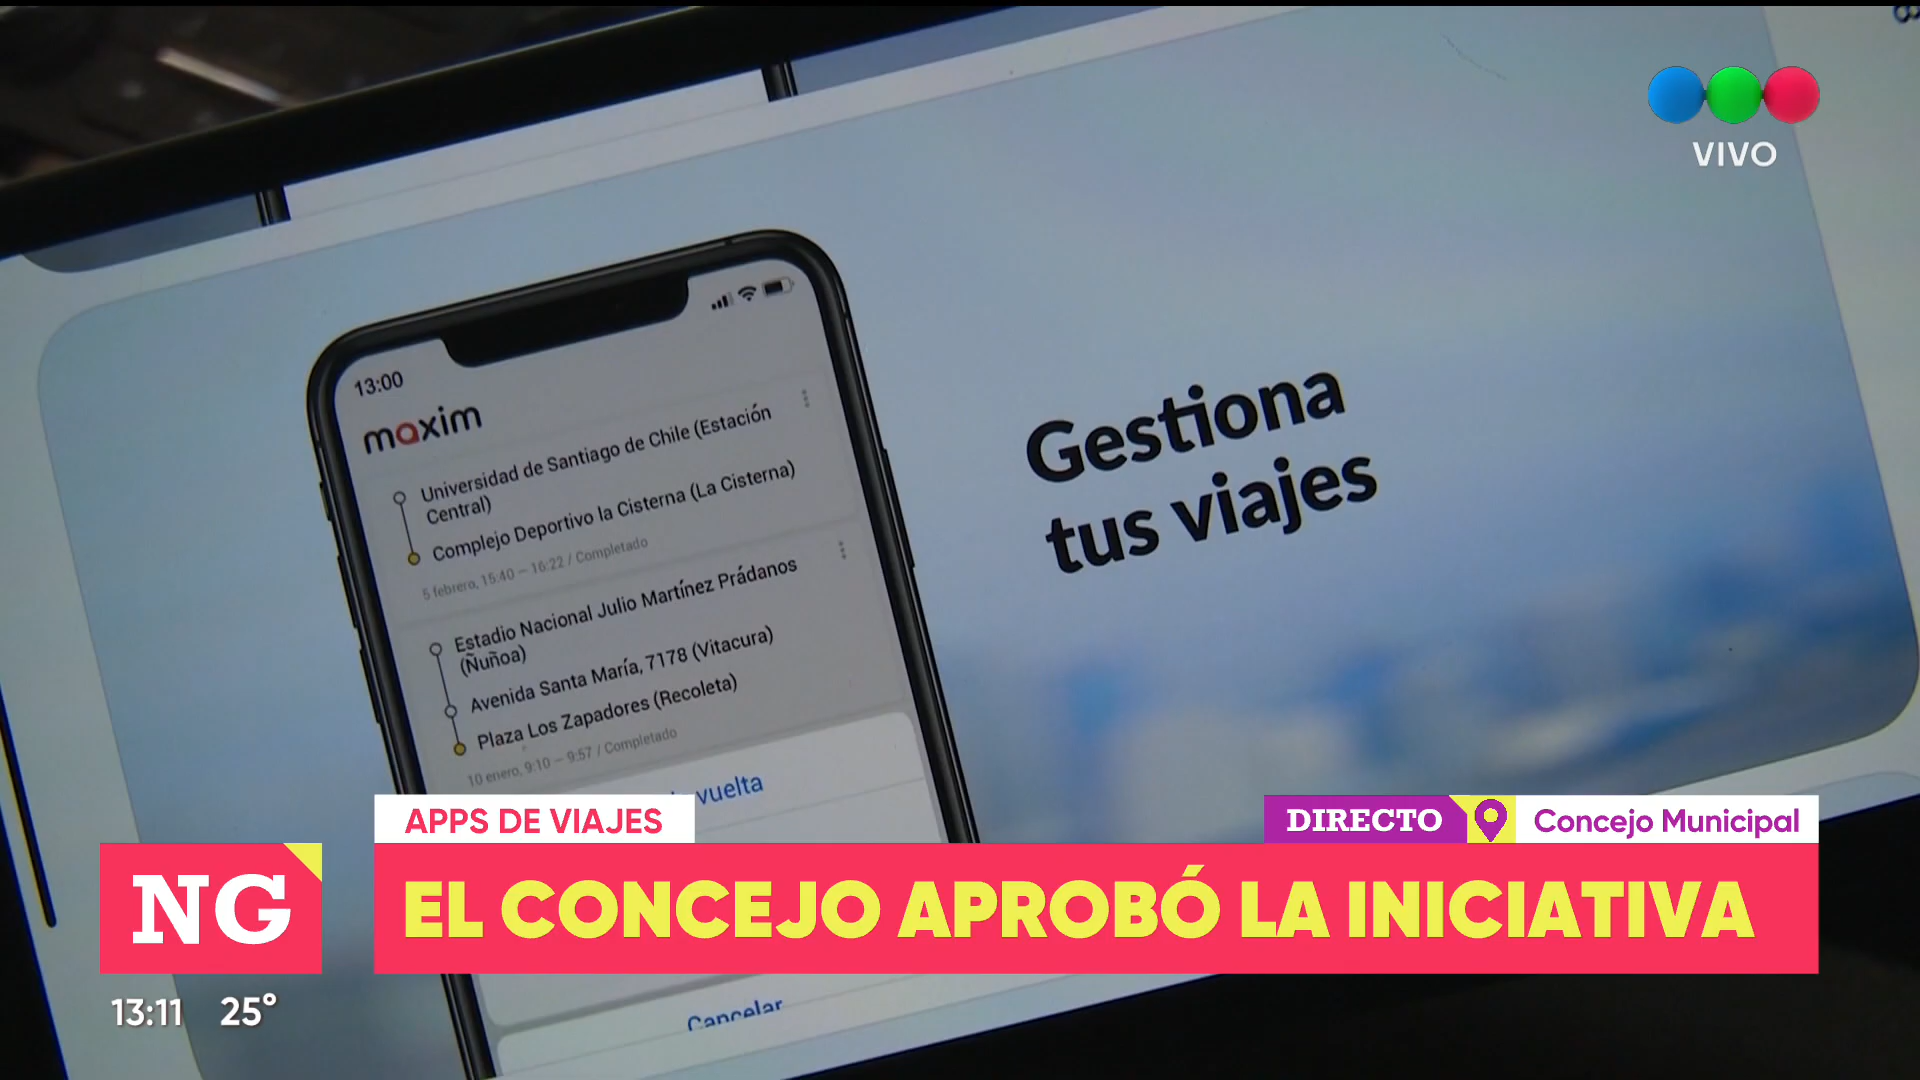 VIVO
13:00
maxim
Universidad de Santiago de Chile (Estación
Central)
Complejo Deportivo la Cisterna (La Cisterna)
5 febrero, 15:40 – 16:22 / Completado
Estadio Nacional Julio Martínez Prádanos
(Ñuñoa)
Avenida Santa María, 7178 (Vitacura)
Plaza Los Zapadores (Recoleta)
10 enero, 9:10 – 9:57 / Completado
vuelta
Cancelar
Gestiona
tus viajes
APPS DE VIAJES
DIRECTO
Concejo Municipal
NG
EL CONCEJO APROBÓ LA INICIATIVA
13:11 25°